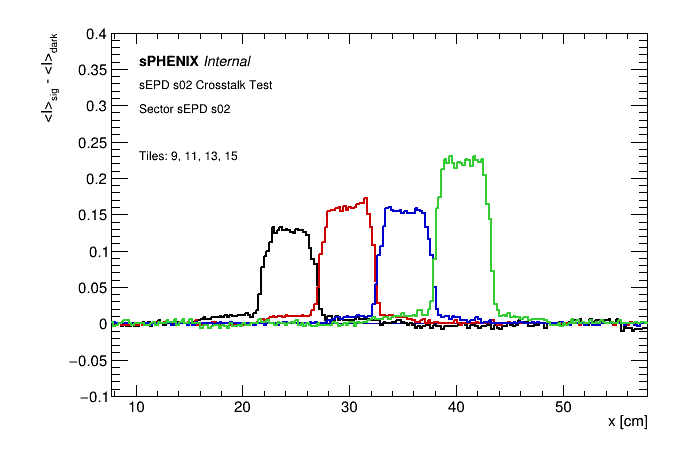 <I>sig - <I>dark
0.4
0.35
0.3
0.25
0.2
0.15
0.1
0.05
0
−0.05
−0.1
sPHENIX Internal
sEPD s02 Crosstalk Test
Sector sEPD s02
Tiles: 9, 11, 13, 15
10 20 30 40 50
x [cm]